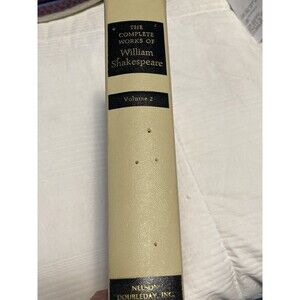 THE
COMPLETE
WORKS OF
William
Shakespeare
Volume 2
NELSON
DOUBLEDAY, INC.